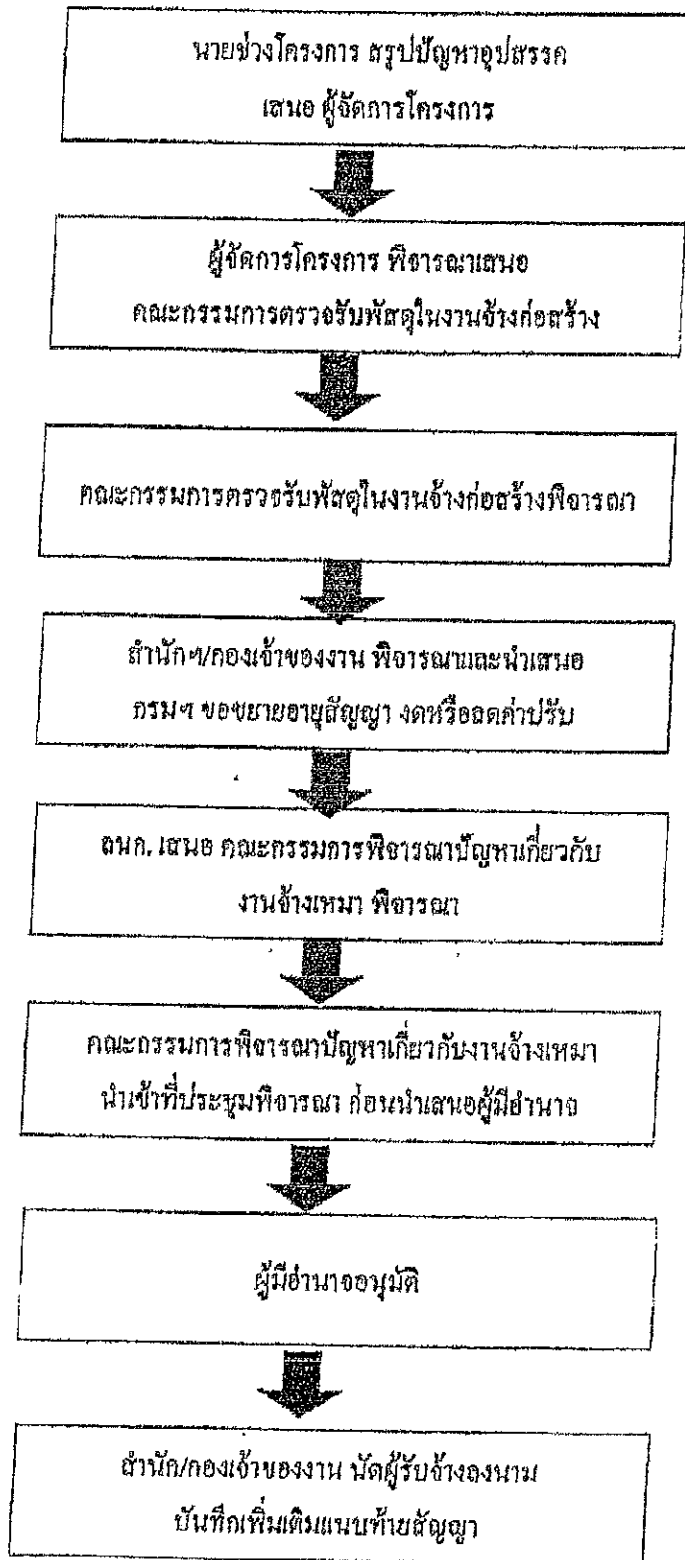 นายช่วงโครงการ สรุปปัญหาอุปสรรค
เสนอ ผู้จัดการโครงการ
ผู้จัดการโครงการ พิจารณาเสนอ
คณะกรรมการตรวจรับพัสดุในงานจ้างก่อสร้าง
คณะกรรมการตรวจรับพัสดุในงานจ้างก่อสร้างพิจารณา
สำนักฯ/กองเจ้าของงาน พิจารณาและนำเสนอ
กรมฯ ขอขยายอายุสัญญา งดหรือลดค่าปรับ
ลนก. เสนอ คณะกรรมการพิจารณาปัญหาเกี่ยวกับ
งานจ้างเหมา พิจารณา
คณะกรรมการพิจารณาปัญหาเกี่ยวกับงานจ้างเหมา
นำเข้าที่ประชุมพิจารณา ก่อนนำเสนอผู้มีอำนาจ
ผู้มีอำนาจอนุมัติ
สำนัก/กองเจ้าของงาน นัดผู้รับจ้างลงนาม
บันทึกเพิ่มเติมแนบท้ายสัญญา